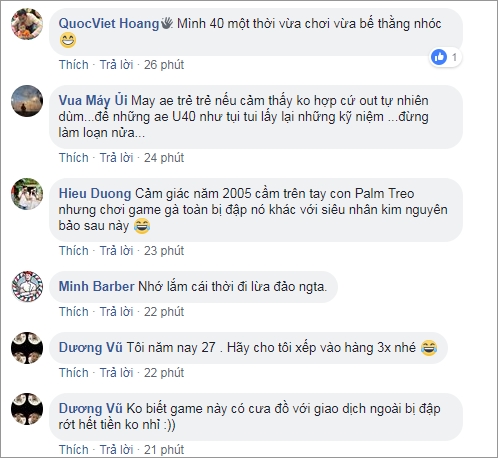 QuocViet Hoang Mình 40 một thời vừa chơi vừa bế thằng nhóc
😄
1
Thích · Trả lời · 26 phút
Vua Máy Ủi May ae trẻ trẻ nếu cảm thấy ko hợp cứ out tự nhiên
dùm...để những ae U40 như tụi tui lấy lại những kỹ niệm ...đừng
làm loạn nửa...
Thích · Trả lời · 24 phút
Hieu Duong Cảm giác năm 2005 cầm trên tay con Palm Treo
nhưng chơi game gà toàn bị đập nó khác với siêu nhân kim nguyên
bảo sau này 😂
Thích · Trả lời · 23 phút
Minh Barber Nhớ lắm cái thời đi lừa đảo ngta.
Thích · Trả lời · 22 phút
Dương Vũ Tôi năm nay 27 . Hãy cho tôi xếp vào hàng 3x nhé 😂
Thích · Trả lời · 22 phút
Dương Vũ Ko biết game này có cưa đồ với giao dịch ngoài bị đập
rớt hết tiền ko nhỉ :))
Thích · Trả lời · 21 phút